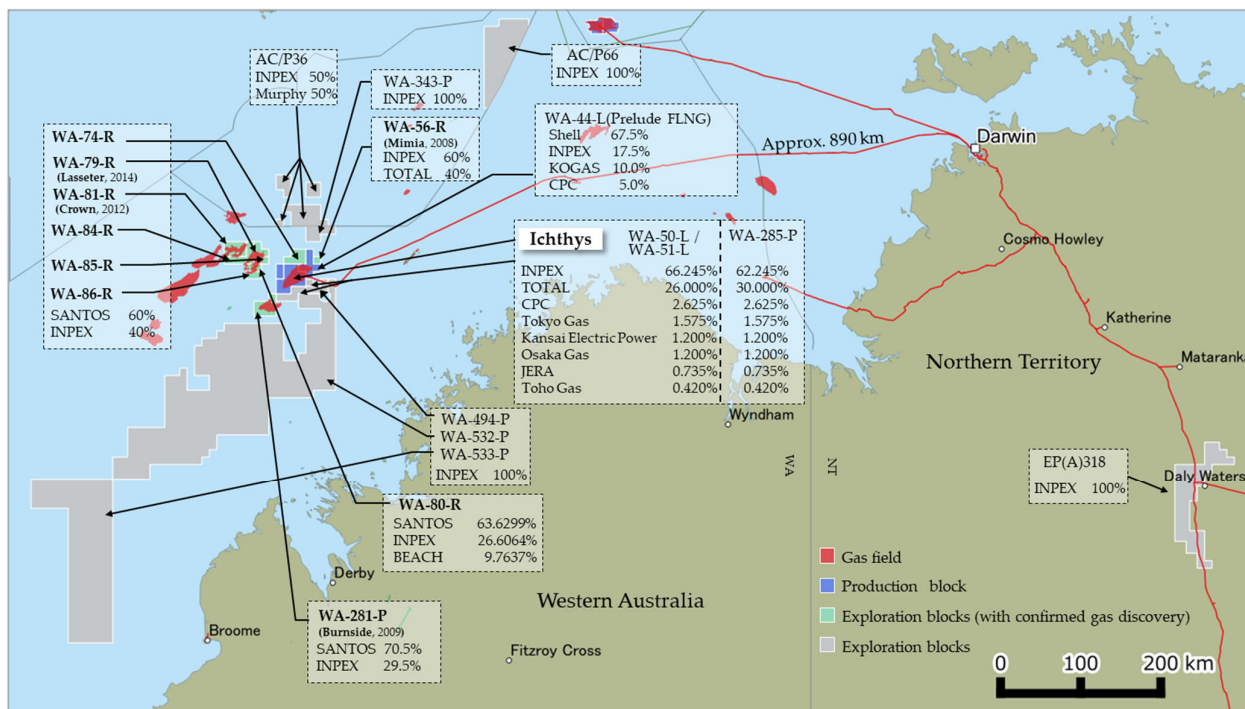 AC/P36
INPEX 50%
Murphy 50%
AC/P66
INPEX 100%
WA-343-P
INPEX 100%
WA-56-R
(Mimia, 2008)
INPEX 60%
TOTAL 40%
WA-44-L(Prelude FLNG)
Shell 67.5%
INPEX 17.5%
KOGAS 10.0%
CPC 5.0%
Approx. 890 km
Darwin
WA-74-R
WA-79-R
(Lasseter, 2014)
WA-81-R
(Crown, 2012)
WA-84-R
WA-85-R
WA-86-R
SANTOS 60%
INPEX 40%
Ichthys WA-50-L / WA-285-P
WA-51-L
INPEX 66.245% 62.245%
TOTAL 26.000% 30.000%
CPC 2.625% 2.625%
Tokyo Gas 1.575% 1.575%
Kansai Electric Power 1.200% 1.200%
Osaka Gas 1.200% 1.200%
JERA 0.735% 0.735%
Toho Gas 0.420% 0.420%
Cosmo Howley
Katherine
Mataranka
Northern Territory
Wyndham
WA NT
WA-494-P
WA-532-P
WA-533-P
INPEX 100%
EP(A)318
INPEX 100%
Daly Waters
WA-80-R
SANTOS 63.6299%
INPEX 26.6064%
BEACH 9.7637%
Derby
Western Australia
Broome
WA-281-P
(Burnside, 2009)
SANTOS 70.5%
INPEX 29.5%
Fitzroy Cross
Gas field
Production block
Exploration blocks (with confirmed gas discovery)
Exploration blocks
0 100 200 km